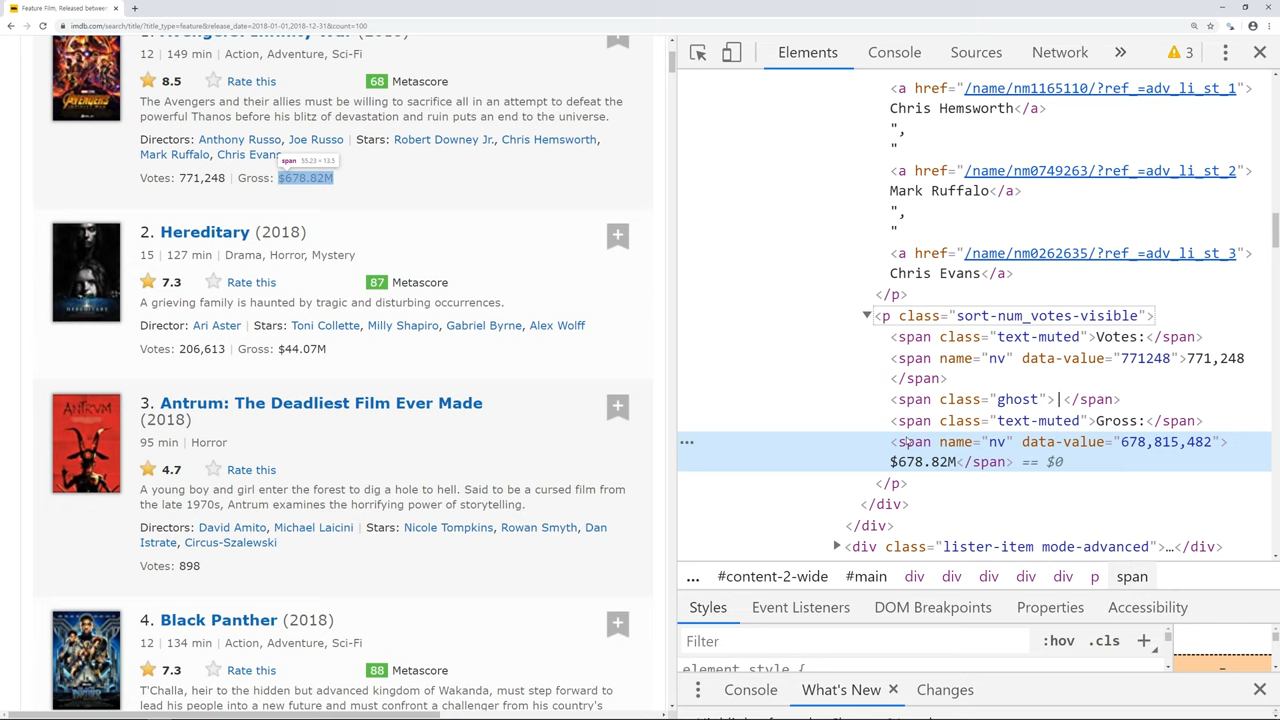 Feature Film, Released between
imdb.com/search/title/?title_type=feature&release_date=2018-01-01,2018-12-31&count=100
1. Avengers: Infinity War (2018)
12 | 149 min | Action, Adventure, Sci-Fi
8.5 Rate this 68 Metascore
The Avengers and their allies must be willing to sacrifice all in an attempt to defeat the
powerful Thanos before his blitz of devastation and ruin puts an end to the universe.
Directors: Anthony Russo, Joe Russo | Stars: Robert Downey Jr., Chris Hemsworth,
Mark Ruffalo, Chris Evans
span 55.23 × 13.5
Votes: 771,248 | Gross: $678.82M
2. Hereditary (2018)
15 | 127 min | Drama, Horror, Mystery
7.3 Rate this 87 Metascore
A grieving family is haunted by tragic and disturbing occurrences.
Director: Ari Aster | Stars: Toni Collette, Milly Shapiro, Gabriel Byrne, Alex Wolff
Votes: 206,613 | Gross: $44.07M
HEREDITARY
3. Antrum: The Deadliest Film Ever Made
(2018)
95 min | Horror
4.7 Rate this
A young boy and girl enter the forest to dig a hole to hell. Said to be a cursed film from
the late 1970s, Antrum examines the horrifying power of storytelling.
Directors: David Amito, Michael Laicini | Stars: Nicole Tompkins, Rowan Smyth, Dan
Istrate, Circus-Szalewski
Votes: 898
ANTRUM
4. Black Panther (2018)
12 | 134 min | Action, Adventure, Sci-Fi
7.3 Rate this 88 Metascore
T'Challa, heir to the hidden but advanced kingdom of Wakanda, must step forward to
lead his people into a new future and must confront a challenger from his country's
AVENGERS
Elements Console Sources Network » 3
<a href="/name/nm1165110/?ref_=adv_li_st_1">
Chris Hemsworth</a>
",
"
<a href="/name/nm0749263/?ref_=adv_li_st_2">
Mark Ruffalo</a>
",
"
<a href="/name/nm0262635/?ref_=adv_li_st_3">
Chris Evans</a>
</p>
<p class="sort-num_votes-visible">
<span class="text-muted">Votes:</span>
<span name="nv" data-value="771248">771,248
</span>
<span class="ghost">|</span>
<span class="text-muted">Gross:</span>
<span name="nv" data-value="678,815,482">
$678.82M</span> == $0
</p>
</div>
</div>
<div class="lister-item mode-advanced">…</div>
... #content-2-wide #main div div div div div p span
Styles Event Listeners DOM Breakpoints Properties Accessibility
Filter :hov .cls +
element.style {
Console What's New × Changes